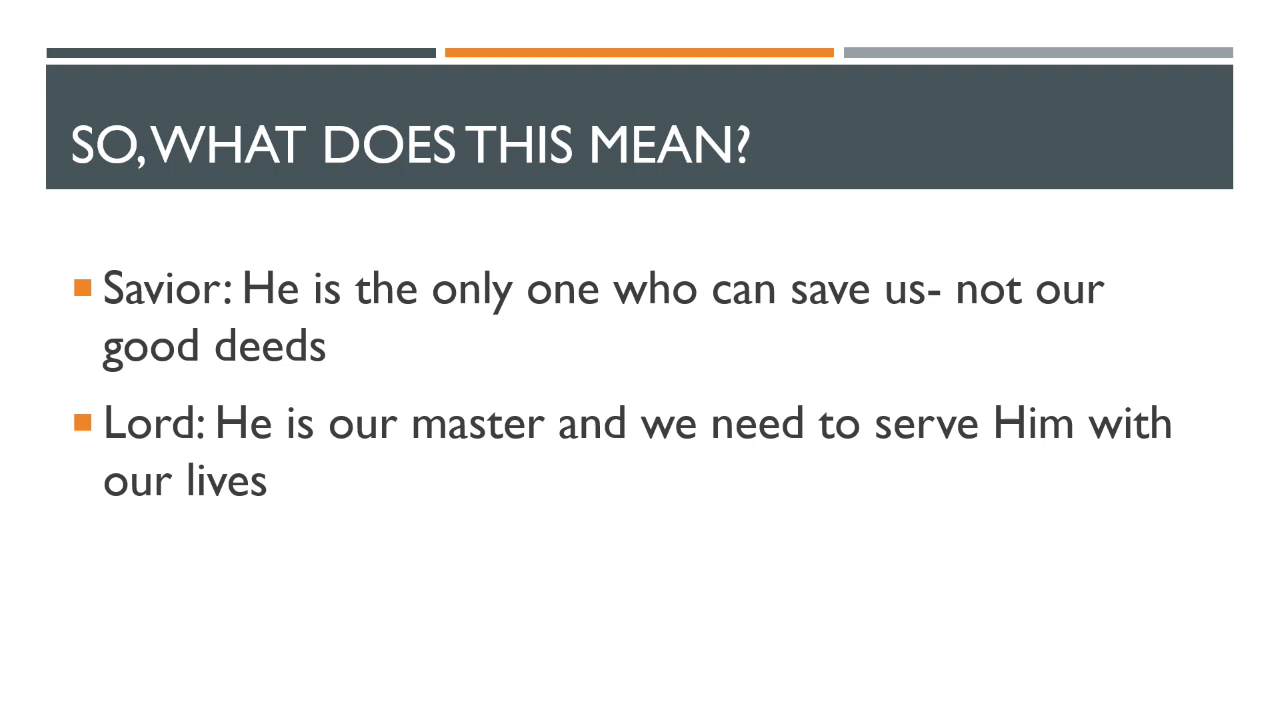 SO, WHAT DOES THIS MEAN?
Savior: He is the only one who can save us- not our
good deeds
Lord: He is our master and we need to serve Him with
our lives